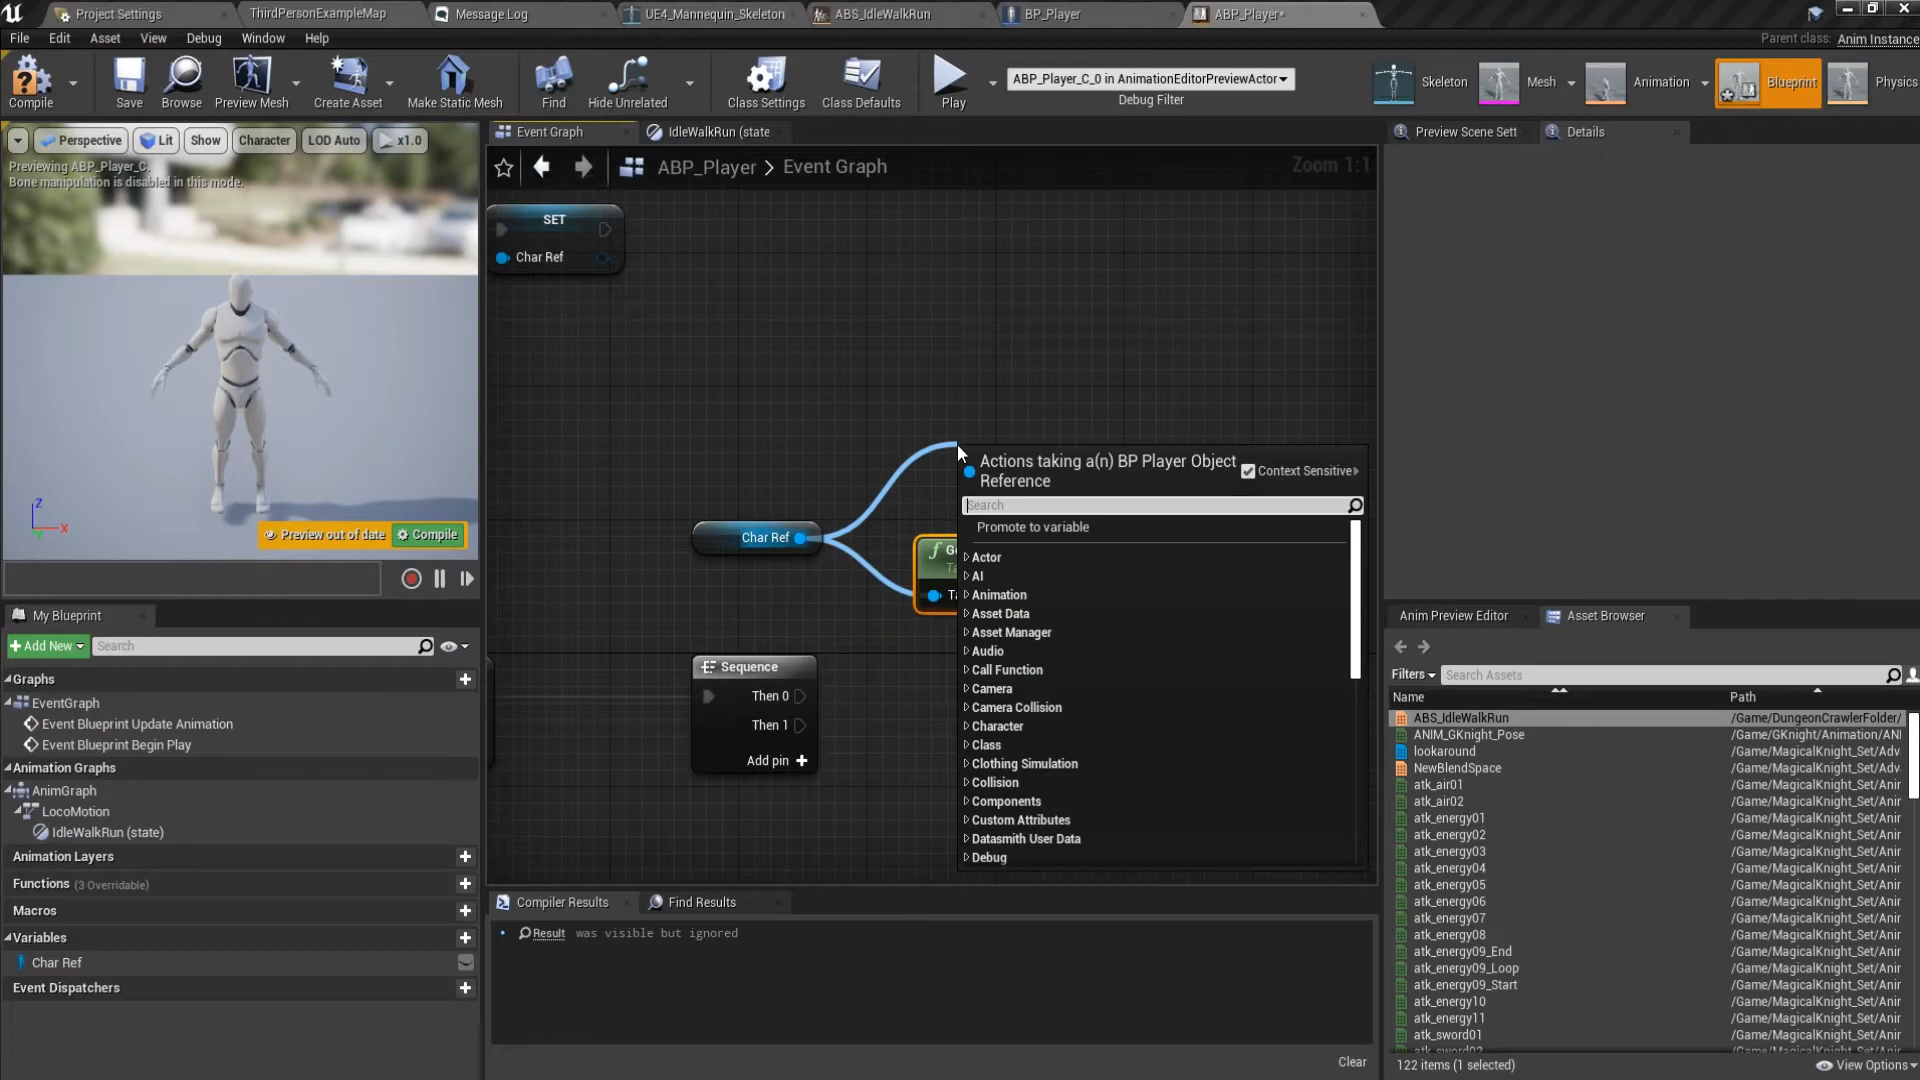 Project Settings
ThirdPersonExampleMap
Message Log
UE4_Mannequin_Skeleton
ABS_IdleWalkRun
BP_Player
ABP_Player*
File Edit Asset View Debug Window Help
Parent class: Anim Instance
Compile
Save
Browse
Preview Mesh
Create Asset
Make Static Mesh
Find
Hide Unrelated
Class Settings
Class Defaults
Play
ABP_Player_C_0 in AnimationEditorPreviewActor
Debug Filter
Skeleton
Mesh
Animation
Blueprint
Physics
Perspective Lit Show Character LOD Auto x1.0
Previewing ABP_Player_C.
Bone manipulation is disabled in this mode.
Z
X
Preview out of date Compile
Event Graph
IdleWalkRun (state
ABP_Player > Event Graph
Zoom 1:1
SET
Char Ref
Char Ref
Sequence
Then 0
Then 1
Add pin
Actions taking a(n) BP Player Object
Reference
Context Sensitive
Search
Promote to variable
Actor
AI
Animation
Asset Data
Asset Manager
Audio
Call Function
Camera
Camera Collision
Character
Class
Clothing Simulation
Collision
Components
Custom Attributes
Datasmith User Data
Debug
My Blueprint
Add New
Search
Graphs
EventGraph
Event Blueprint Update Animation
Event Blueprint Begin Play
Animation Graphs
AnimGraph
LocoMotion
IdleWalkRun (state)
Animation Layers
Functions (3 Overridable)
Macros
Variables
Char Ref
Event Dispatchers
Compiler Results
Find Results
Result was visible but ignored
Clear
Preview Scene Sett
Details
Anim Preview Editor
Asset Browser
Filters Search Assets
Name Path
ABS_IdleWalkRun /Game/DungeonCrawlerFolder/
ANIM_GKnight_Pose /Game/GKnight/Animation/ANI
lookaround /Game/MagicalKnight_Set/Adv
NewBlendSpace /Game/MagicalKnight_Set/Adv
atk_air01 /Game/MagicalKnight_Set/Anir
atk_air02 /Game/MagicalKnight_Set/Anir
atk_energy01 /Game/MagicalKnight_Set/Anir
atk_energy02 /Game/MagicalKnight_Set/Anir
atk_energy03 /Game/MagicalKnight_Set/Anir
atk_energy04 /Game/MagicalKnight_Set/Anir
atk_energy05 /Game/MagicalKnight_Set/Anir
atk_energy06 /Game/MagicalKnight_Set/Anir
atk_energy07 /Game/MagicalKnight_Set/Anir
atk_energy08 /Game/MagicalKnight_Set/Anir
atk_energy09_End /Game/MagicalKnight_Set/Anir
atk_energy09_Loop /Game/MagicalKnight_Set/Anir
atk_energy09_Start /Game/MagicalKnight_Set/Anir
atk_energy10 /Game/MagicalKnight_Set/Anir
atk_energy11 /Game/MagicalKnight_Set/Anir
atk_sword01 /Game/MagicalKnight_Set/Anir
122 items (1 selected)
View Options